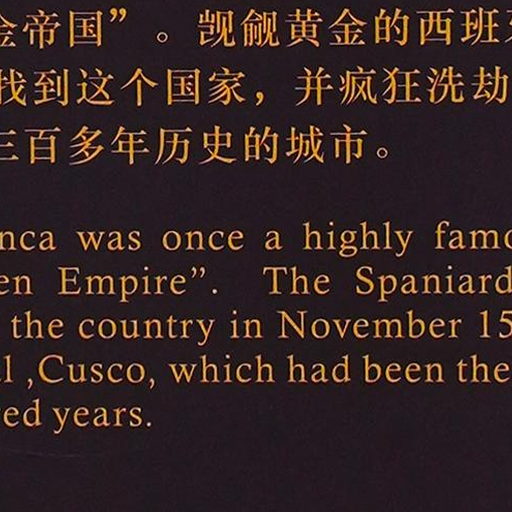 金帝国”。觊觎黄金的西班
找到这个国家，并疯狂洗劫
三百多年历史的城市。
nca was once a highly famo
en Empire”. The Spaniard
the country in November 15
l ,Cusco, which had been the
ed years.